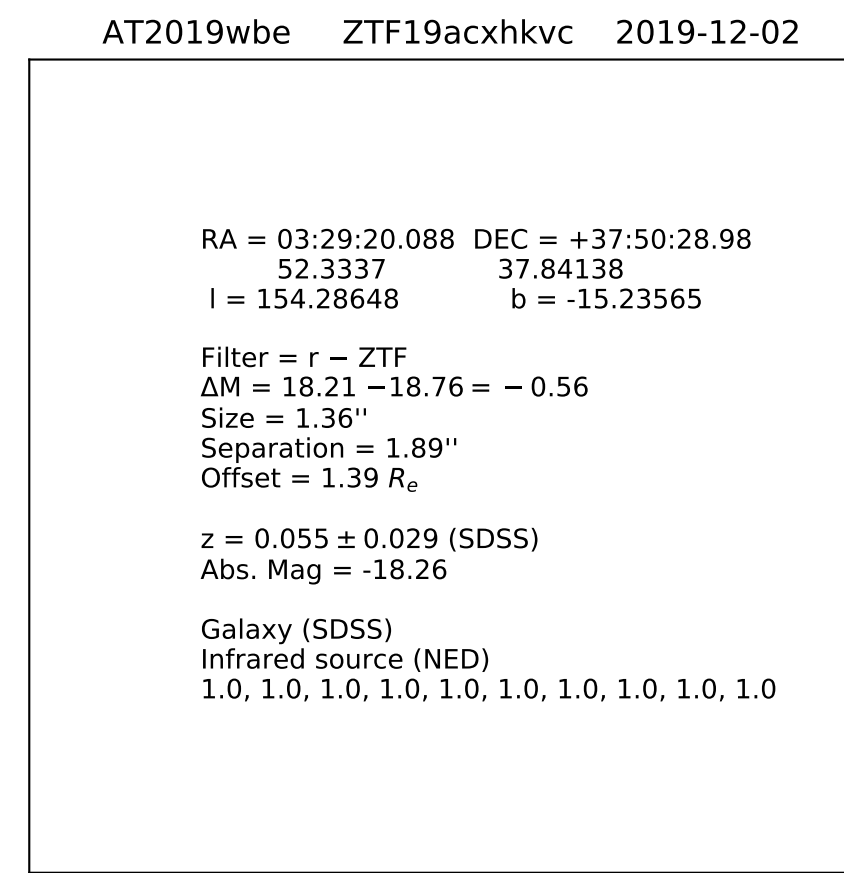 AT2019wbe ZTF19acxhkvc 2019-12-02
RA = 03:29:20.088 DEC = +37:50:28.98
52.3337 37.84138
l = 154.28648 b = -15.23565
Filter = r − ZTF
ΔM = 18.21 −18.76 = − 0.56
Size = 1.36''
Separation = 1.89''
Offset = 1.39 Rₑ
z = 0.055 ± 0.029 (SDSS)
Abs. Mag = -18.26
Galaxy (SDSS)
Infrared source (NED)
1.0, 1.0, 1.0, 1.0, 1.0, 1.0, 1.0, 1.0, 1.0, 1.0